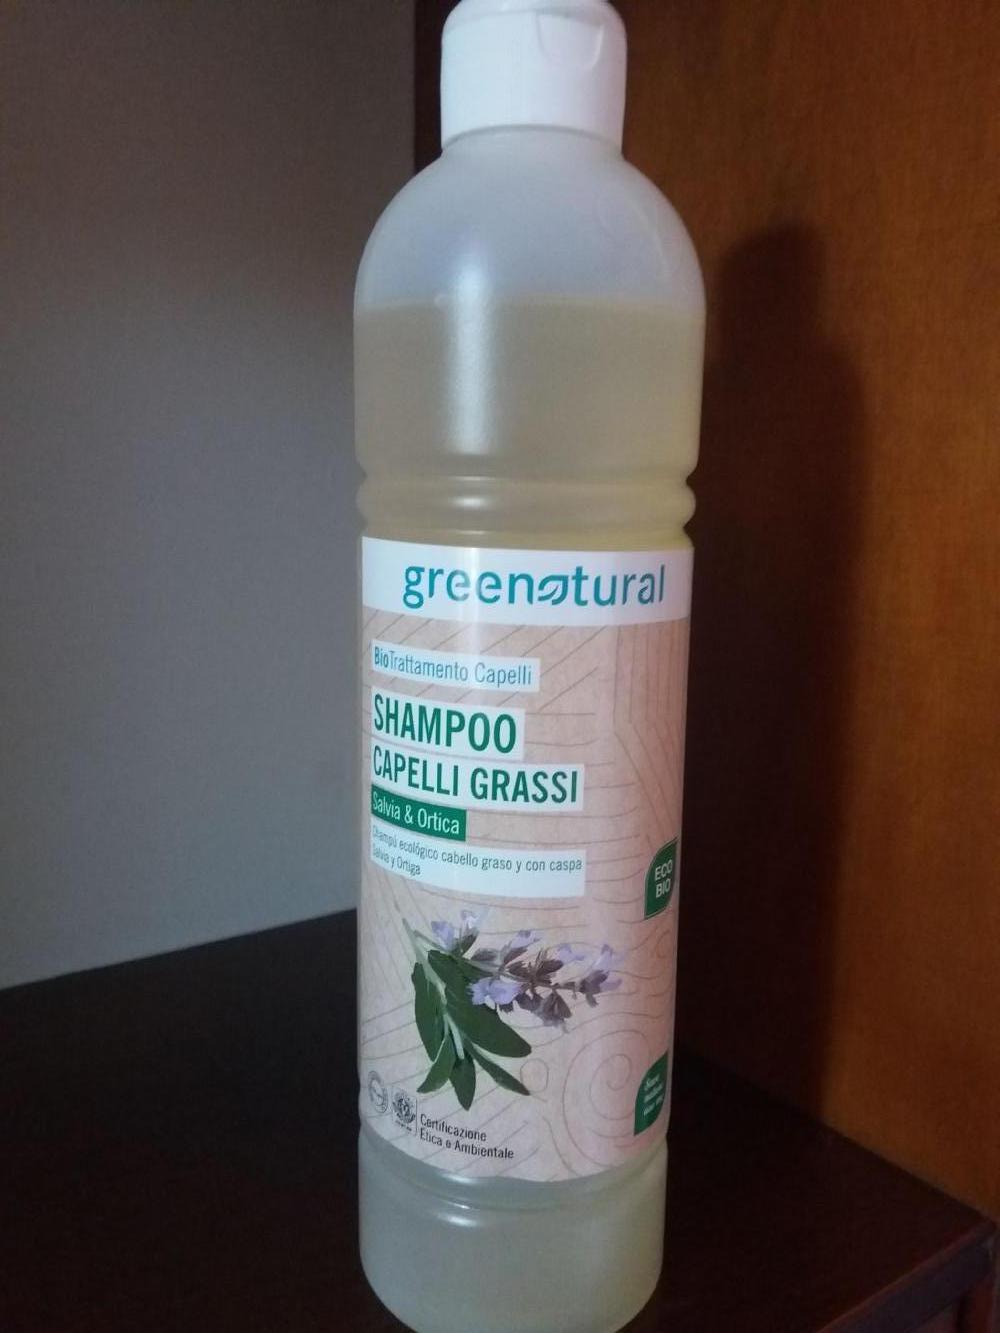 greenatural
BioTrattamento Capelli
SHAMPOO
CAPELLI GRASSI
Salvia & Ortica
Champú ecológico cabello graso y con caspa
Salvia y Ortiga
ECO
BIO
Certificazione
Etica e Ambientale